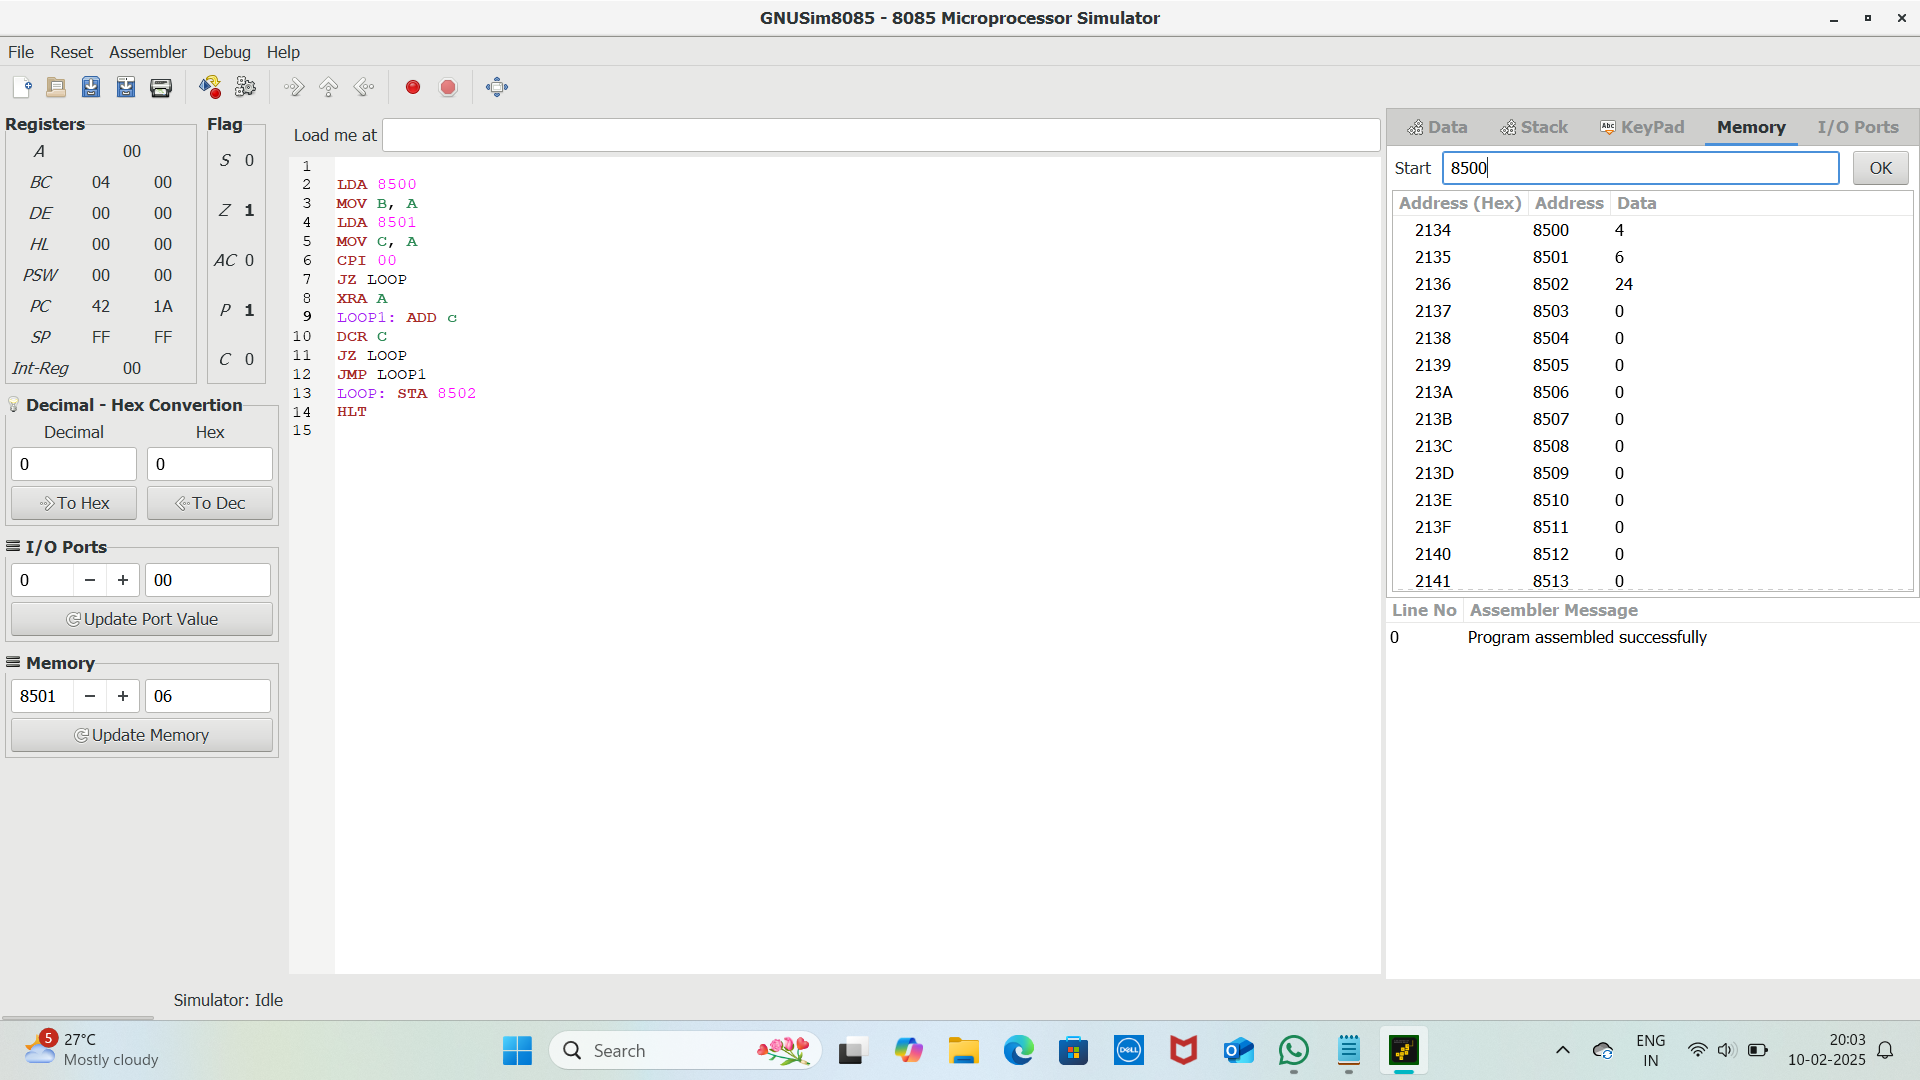 GNUSim8085 - 8085 Microprocessor Simulator
File Reset Assembler Debug Help
Registers
A 00
BC 04 00
DE 00 00
HL 00 00
PSW 00 00
PC 42 1A
SP FF FF
Int-Reg 00
Flag
S 0
Z 1
AC 0
P 1
C 0
Decimal - Hex Convertion
Decimal Hex
0 0
To Hex To Dec
I/O Ports
0 − + 00
Update Port Value
Memory
8501 − + 06
Update Memory
Load me at
1
2 LDA 8500
3 MOV B, A
4 LDA 8501
5 MOV C, A
6 CPI 00
7 JZ LOOP
8 XRA A
9 LOOP1: ADD c
10 DCR C
11 JZ LOOP
12 JMP LOOP1
13 LOOP: STA 8502
14 HLT
15
Data Stack Abc KeyPad Memory I/O Ports
Start 8500 OK
Address (Hex) Address Data
2134 8500 4
2135 8501 6
2136 8502 24
2137 8503 0
2138 8504 0
2139 8505 0
213A 8506 0
213B 8507 0
213C 8508 0
213D 8509 0
213E 8510 0
213F 8511 0
2140 8512 0
2141 8513 0
Line No Assembler Message
0 Program assembled successfully
Simulator: Idle
5
27°C
Mostly cloudy
Search
DELL
ENG
IN
20:03
10-02-2025